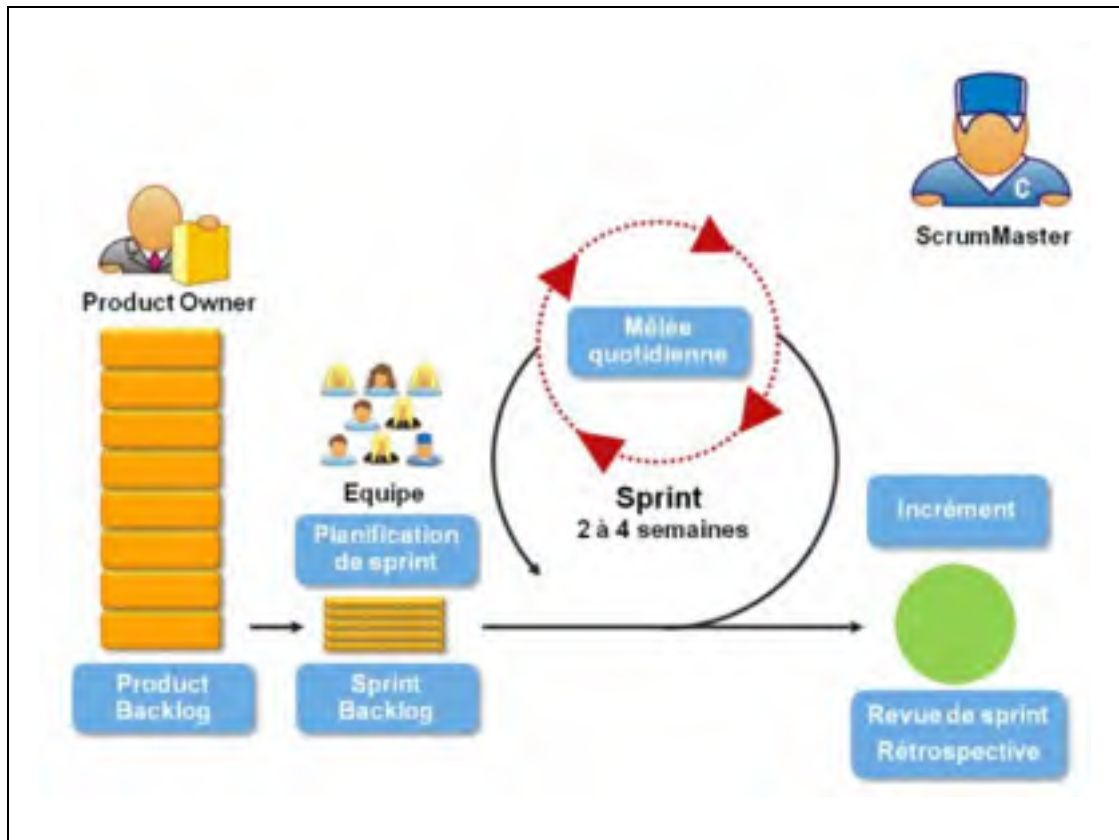 ScrumMaster
C
Product Owner
Mêlée
quotidienne
Equipe
Sprint
2 à 4 semaines
Planification
de sprint
Incrément
Product
Backlog
Sprint
Backlog
Revue de sprint
Rétrospective